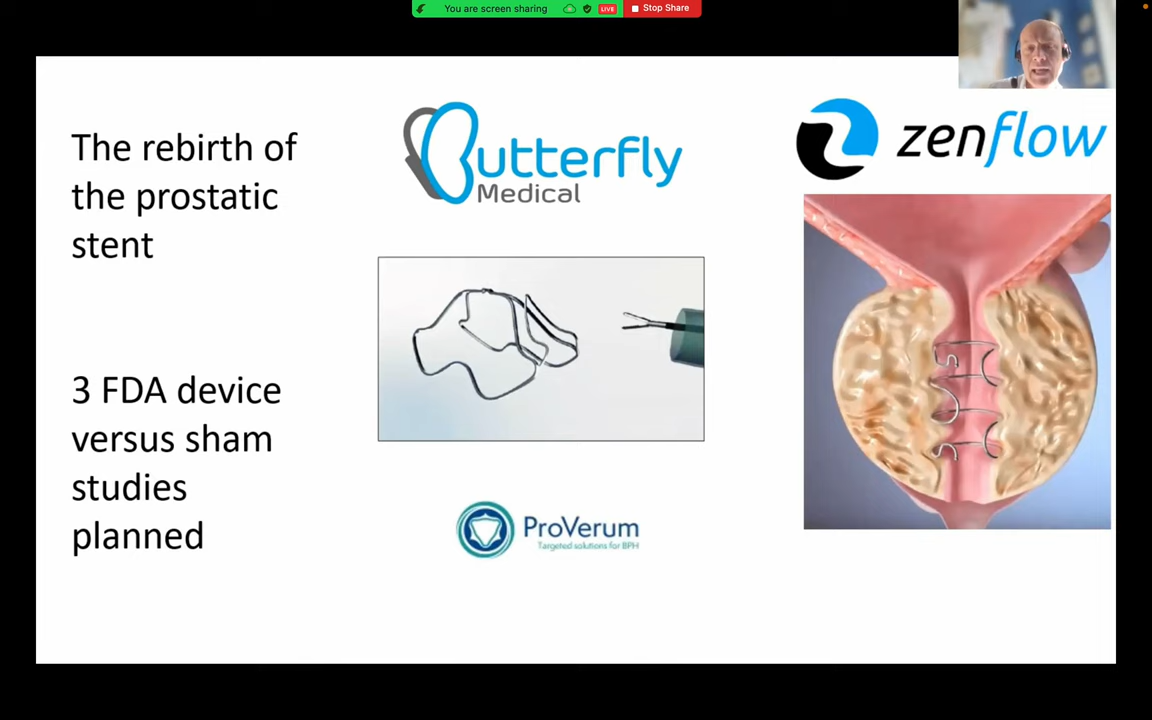 You are screen sharing
LIVE
Stop Share
The rebirth of
the prostatic
stent
3 FDA device
versus sham
studies
planned
Butterfly
Medical
ProVerum
Targeted solutions for BPH
zenflow